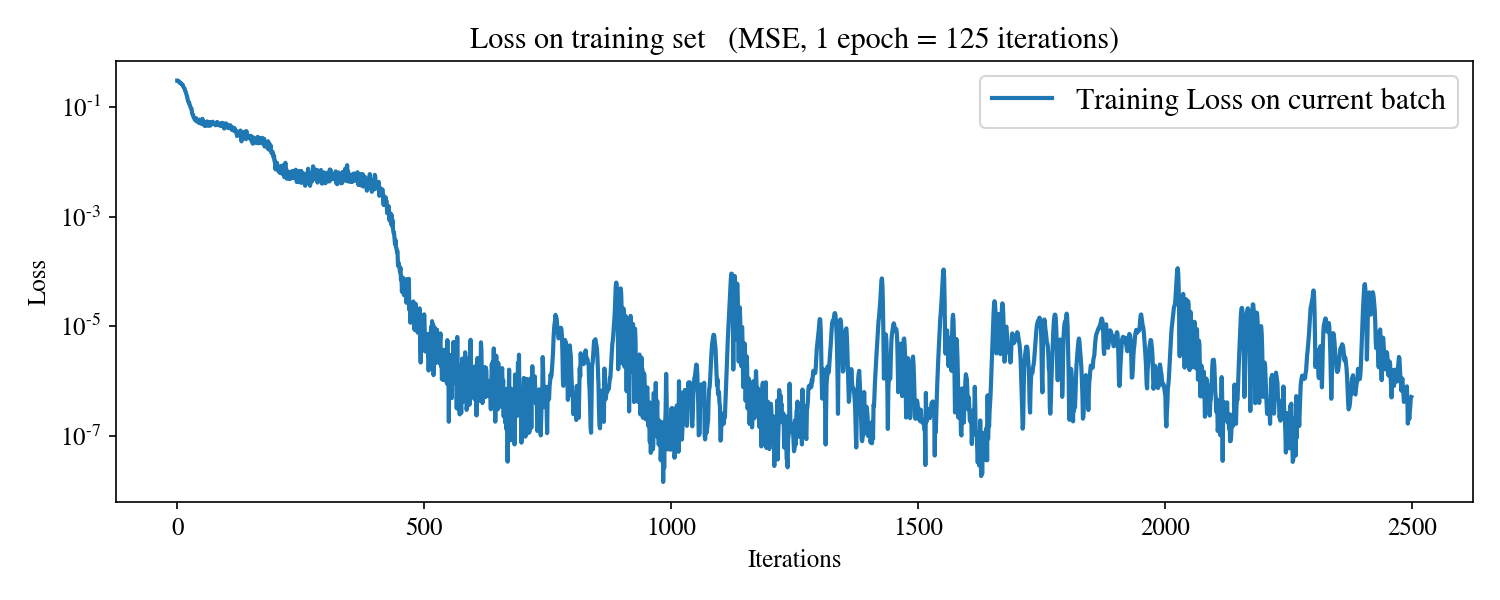 Loss on training set   (MSE, 1 epoch = 125 iterations)
Training Loss on current batch
Loss
10^-1
10^-3
10^-5
10^-7
0 500 1000 1500 2000 2500
Iterations